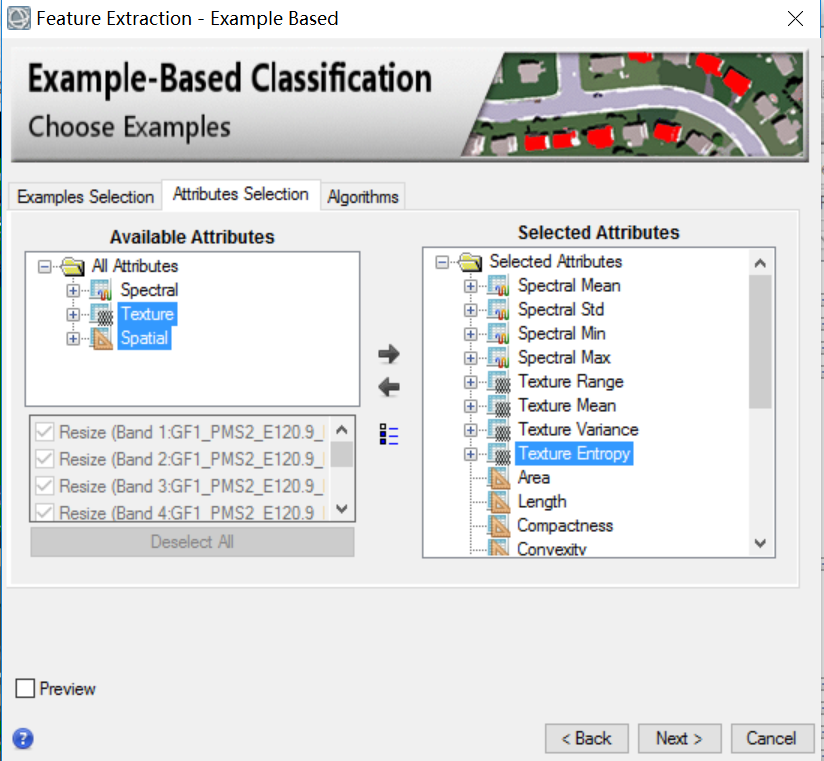 Feature Extraction - Example Based
Example-Based Classification
Choose Examples
Examples Selection
Attributes Selection
Algorithms
Available Attributes
All Attributes
Spectral
Texture
Spatial
Resize (Band 1:GF1_PMS2_E120.9_
Resize (Band 2:GF1_PMS2_E120.9_
Resize (Band 3:GF1_PMS2_E120.9_
Resize (Band 4:GF1_PMS2_E120.9
Deselect All
Selected Attributes
Selected Attributes
Spectral Mean
Spectral Std
Spectral Min
Spectral Max
Texture Range
Texture Mean
Texture Variance
Texture Entropy
Area
Length
Compactness
Convexity
Preview
?
< Back
Next >
Cancel